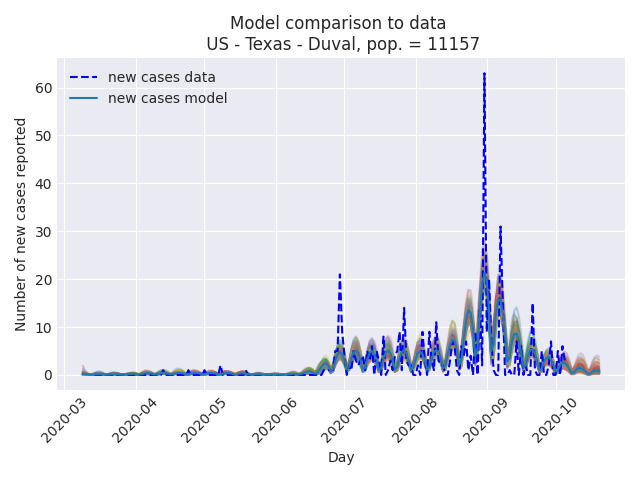 Model comparison to data
US - Texas - Duval, pop. = 11157
new cases data
new cases model
Number of new cases reported
60
50
40
30
20
10
0
2020-03
2020-04
2020-05
2020-06
2020-07
2020-08
2020-09
2020-10
Day